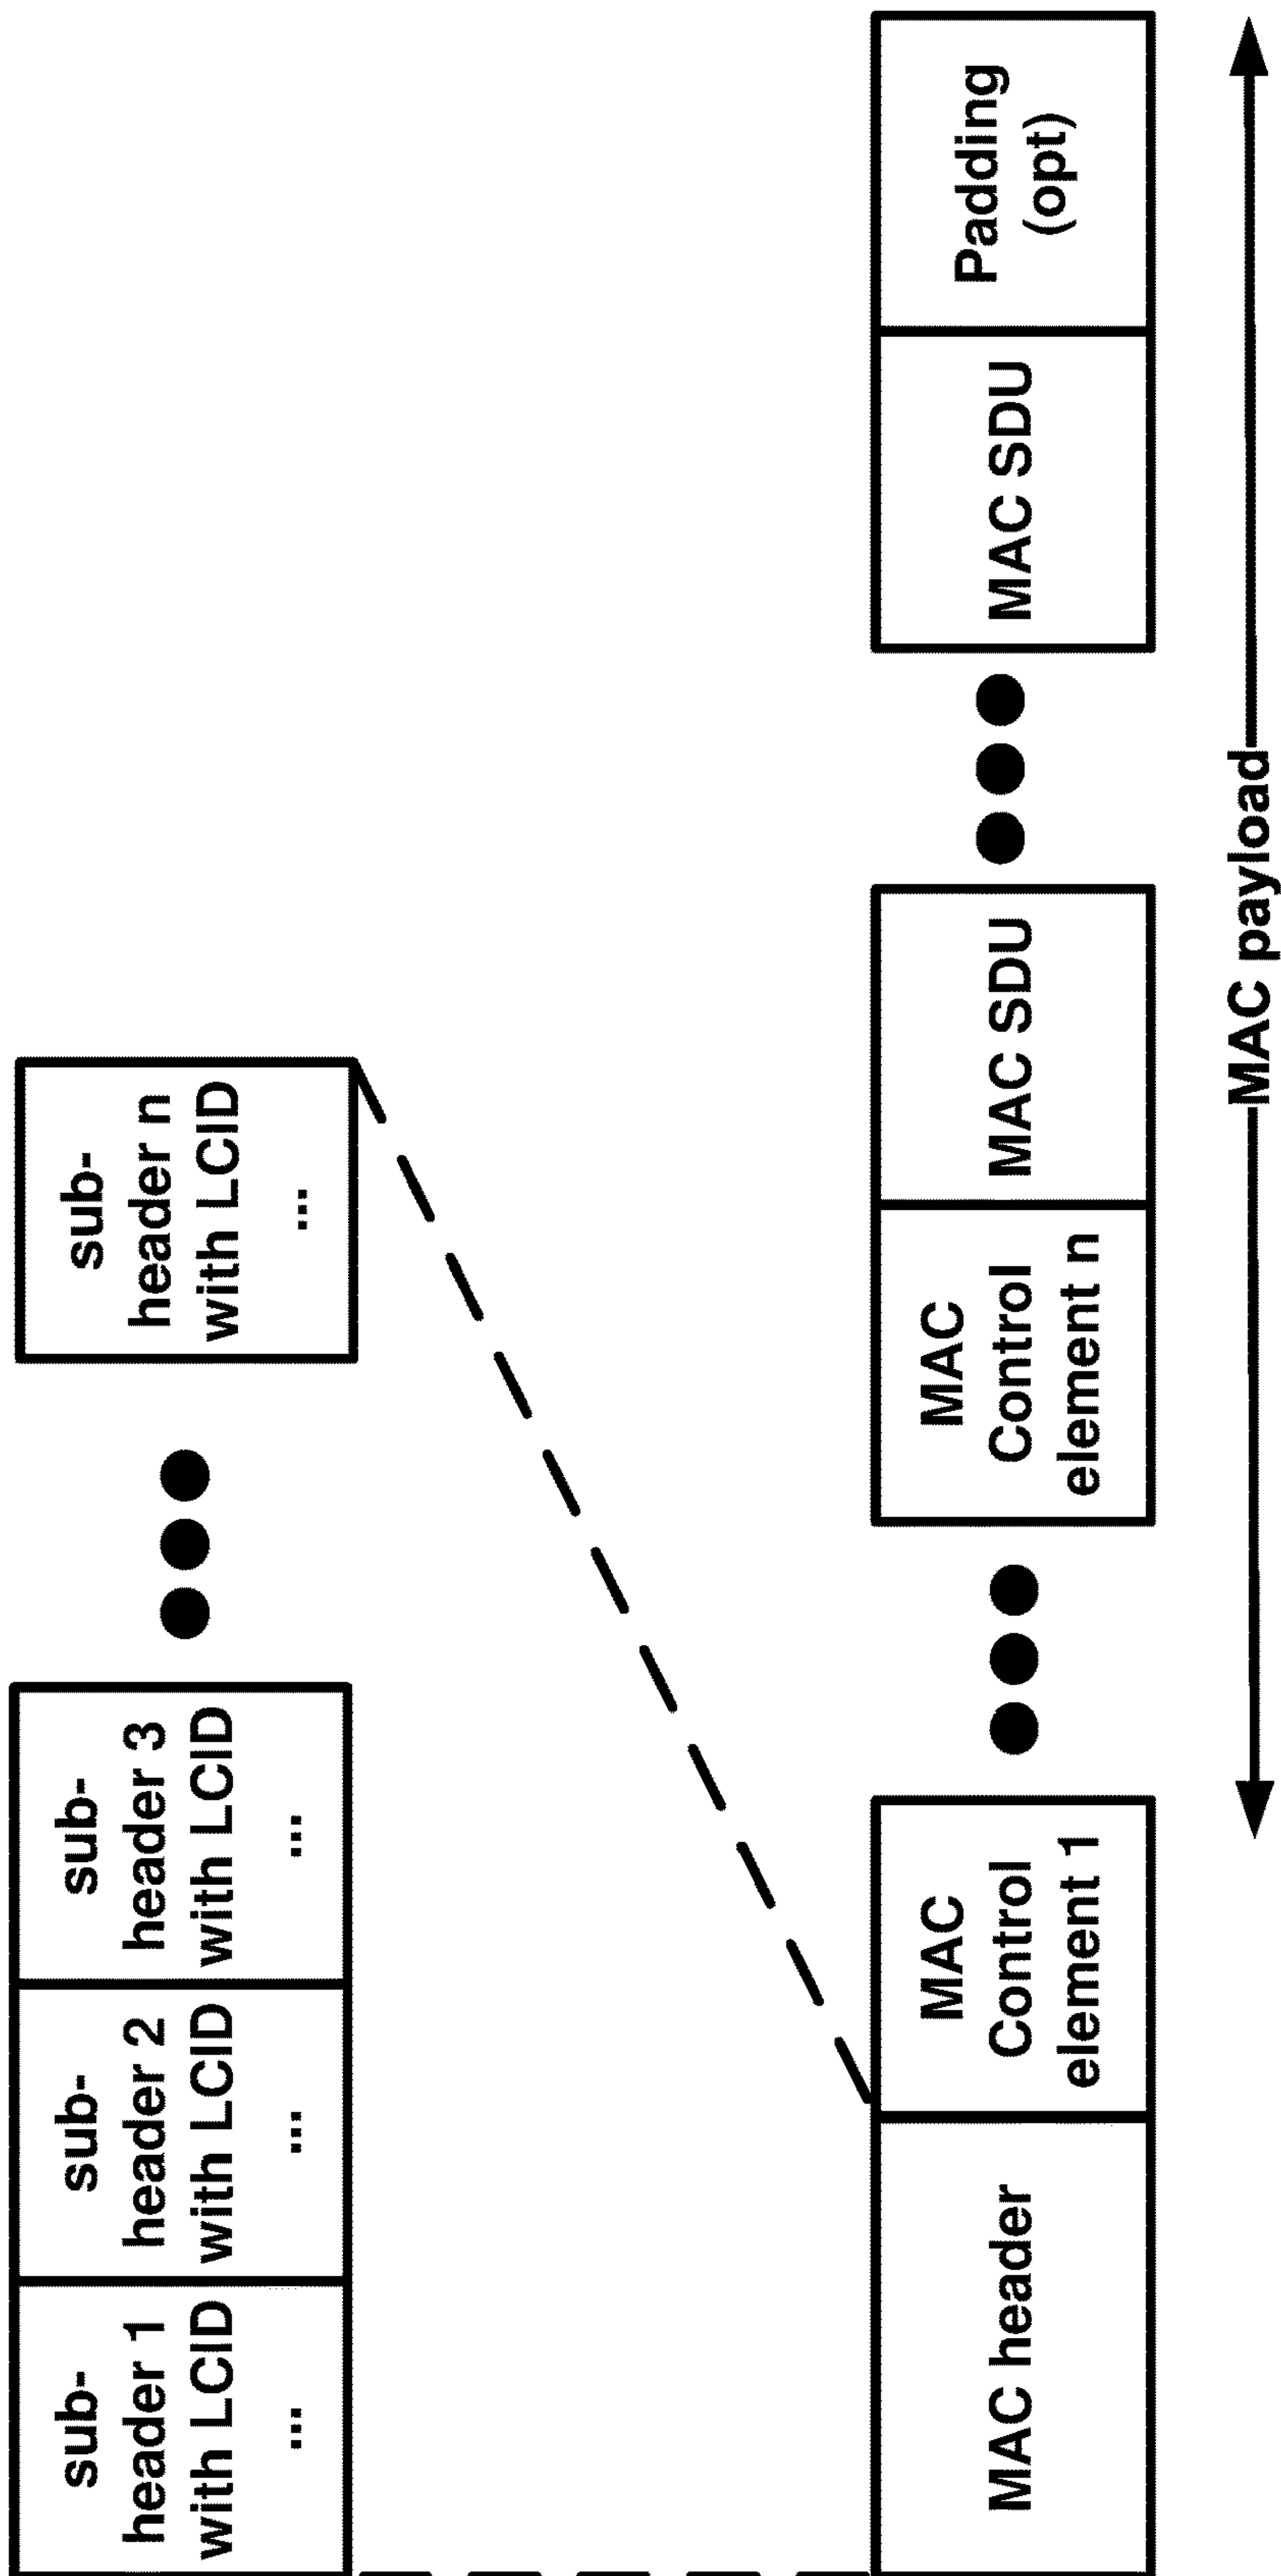 sub-
header 1
with LCID
...
sub-
header 2
with LCID
...
sub-
header 3
with LCID
...
sub-
header n
with LCID
...
MAC header
MAC
Control
element 1
MAC
Control
element n
MAC SDU
MAC SDU
Padding
(opt)
MAC payload